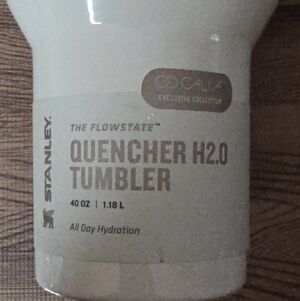 CALIA
EXCLUSIVE COLLECTION
STANLEY
THE FLOWSTATE™
QUENCHER H2.0
TUMBLER
40 OZ | 1.18 L
All Day Hydration